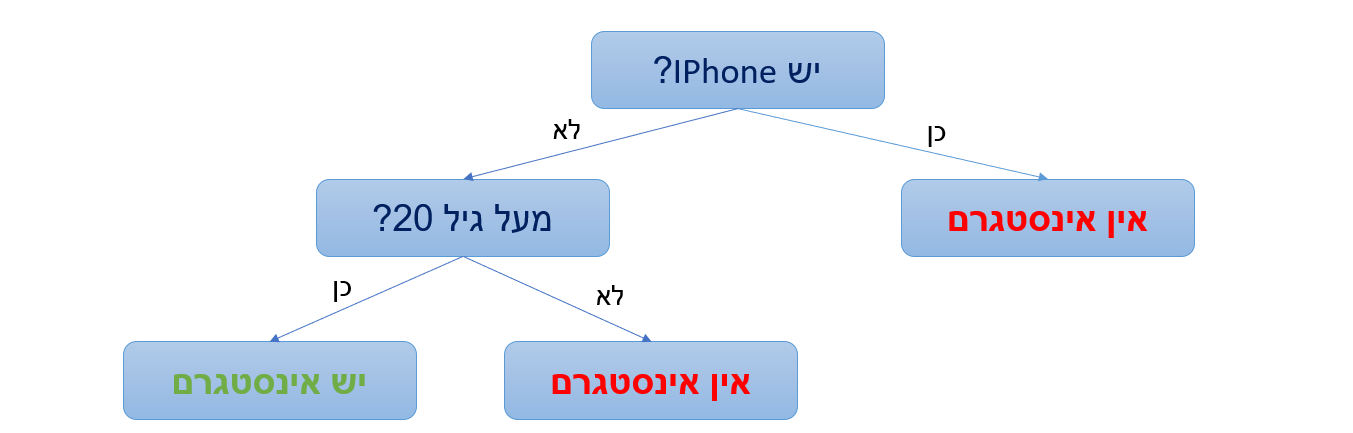 יש IPhone?
כן
לא
אין אינסטגרם
מעל גיל 20?
לא
כן
אין אינסטגרם
יש אינסטגרם